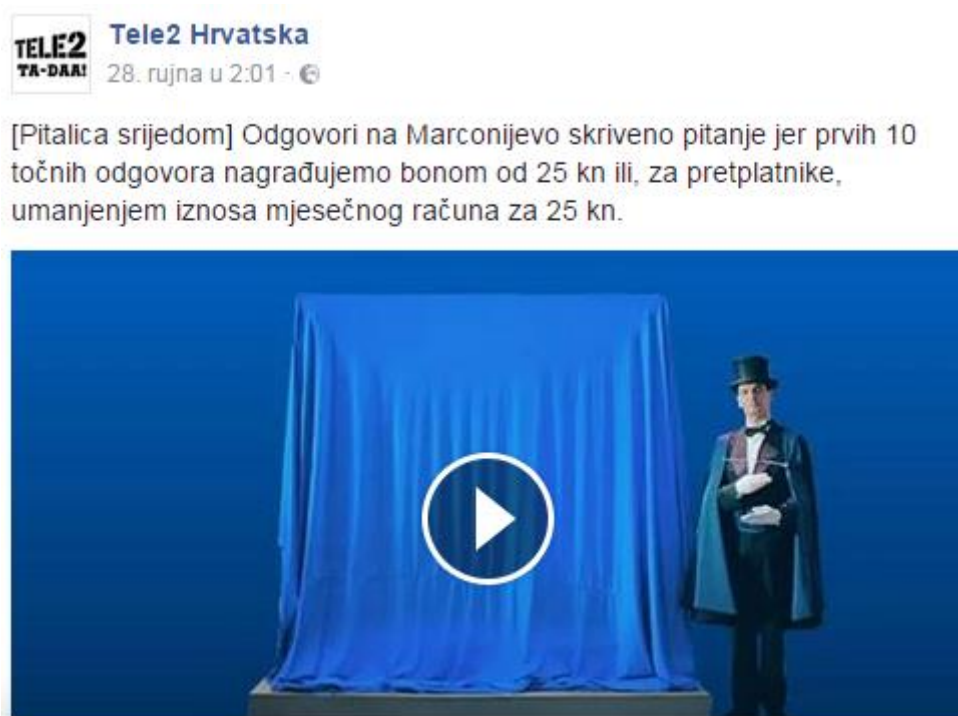 TELE2
TA-DAA!
Tele2 Hrvatska
28. rujna u 2:01 ·
[Pitalica srijedom] Odgovori na Marconijevo skriveno pitanje jer prvih 10
točnih odgovora nagrađujemo bonom od 25 kn ili, za pretplatnike,
umanjenjem iznosa mjesečnog računa za 25 kn.